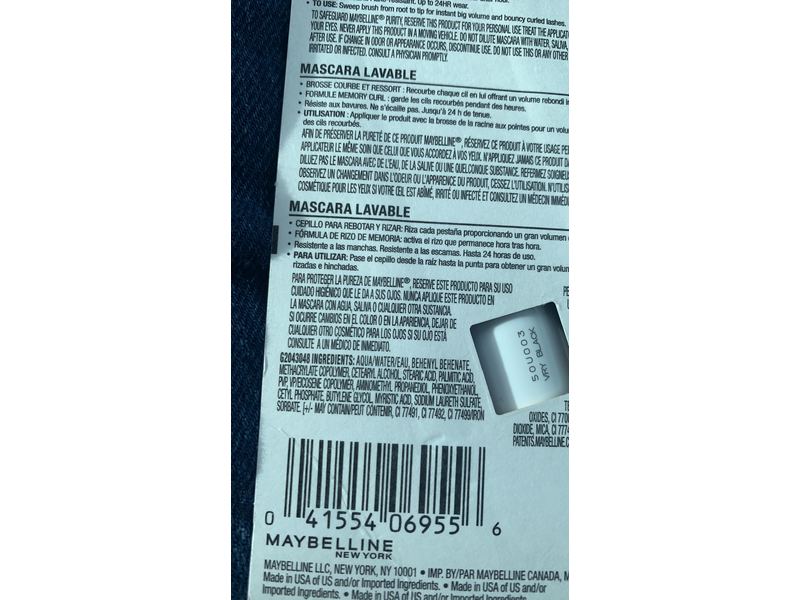 -resistant. Up to 24HR wear.
• TO USE: Sweep brush from root to tip for instant big volume and bouncy curled lashes.
TO SAFEGUARD MAYBELLINE® PURITY, RESERVE THIS PRODUCT FOR YOUR PERSONAL USE TREAT THE APPLICAT
YOUR EYES. NEVER APPLY THIS PRODUCT IN A MOVING VEHICLE. DO NOT DILUTE MASCARA WITH WATER, SALIVA,
AFTER USE. IF CHANGE IN ODOR OR APPEARANCE OCCURS, DISCONTINUE USE. DO NOT USE THIS OR ANY OTHER
IRRITATED OR INFECTED. CONSULT A PHYSICIAN PROMPTLY.
MASCARA LAVABLE
• BROSSE COURBE ET RESSORT : Recourbe chaque cil en lui offrant un volume rebondi in
• FORMULE MEMORY CURL : garde les cils recourbés pendant des heures.
• Résiste aux bavures. Ne s'écaille pas. Jusqu'à 24 h de tenue.
• UTILISATION : Appliquer le produit avec la brosse de la racine aux pointes pour un volu
des cils recourbés.
AFIN DE PRÉSERVER LA PURETÉ DE CE PRODUIT MAYBELLINE®, RÉSERVEZ CE PRODUIT À VOTRE USAGE PE
APPLICATEUR LE MÊME SOIN QUE CELUI QUE VOUS ACCORDEZ À VOS YEUX. N'APPLIQUEZ JAMAIS CE PRODUIT DA
DILUEZ PAS LE MASCARA AVEC DE L'EAU, DE LA SALIVE OU UNE QUELCONQUE SUBSTANCE. REFERMEZ SOIGNEUS
OBSERVEZ UN CHANGEMENT DANS L'ODEUR OU L'APPARENCE DU PRODUIT, CESSEZ L'UTILISATION. N'UTILIS
COSMÉTIQUE POUR LES YEUX SI VOTRE ŒIL EST ABÎMÉ, IRRITÉ OU INFECTÉ ET CONSULTEZ UN MÉDECIN IMMÉD
MASCARA LAVABLE
• CEPILLO PARA REBOTAR Y RIZAR: Riza cada pestaña proporcionando un gran volumen
• FÓRMULA DE RIZO DE MEMORIA: activa el rizo que permanece hora tras hora.
• Resistente a las manchas. Resistente a las escamas. Hasta 24 horas de uso.
• PARA UTILIZAR: Pase el cepillo desde la raíz hasta la punta para obtener un gran volum
rizadas e hinchadas.
PARA PROTEGER LA PUREZA DE MAYBELLINE®, RESERVE ESTE PRODUCTO PARA SU USO
CUIDADO HIGIÉNICO QUE LE DA A SUS OJOS. NUNCA APLIQUE ESTE PRODUCTO EN
LA MASCARA CON AGUA, SALIVA O CUALQUIER OTRA SUSTANCIA.
SI OCURRE CAMBIOS EN EL COLOR O EN LA APARIENCIA, DEJAR DE
CUALQUIER OTRO COSMÉTICO PARA LOS OJOS SI SU OJO ESTÁ
CONSULTE A UN MÉDICO DE INMEDIATO.
G2043048 INGREDIENTS: AQUA/WATER/EAU, BEHENYL BEHENATE,
METHACRYLATE COPOLYMER, CETEARYL ALCOHOL, STEARIC ACID, PALMITIC ACID,
PVP, VP/EICOSENE COPOLYMER, AMINOMETHYL PROPANEDIOL, PHENOXYETHANOL,
CETYL PHOSPHATE, BUTYLENE GLYCOL, MYRISTIC ACID, SODIUM LAURETH SULFATE,
SORBATE. [+/- MAY CONTAIN/PEUT CONTENIR, CI 77491, CI 77492, CI 77499/IRON
PE
50U003
VRY BLACK
OXIDES, CI 770
DIOXIDE, MICA, CI 777
PATENTS.MAYBELLINE.C
0 41554 06955 6
MAYBELLINE
NEW YORK
MAYBELLINE LLC, NEW YORK, NY 10001 • IMP. BY/PAR MAYBELLINE CANADA, M
Made in USA of US and/or Imported Ingredients. • Made in USA of US and/or
Imported Ingredients. • Made in USA of US and/or